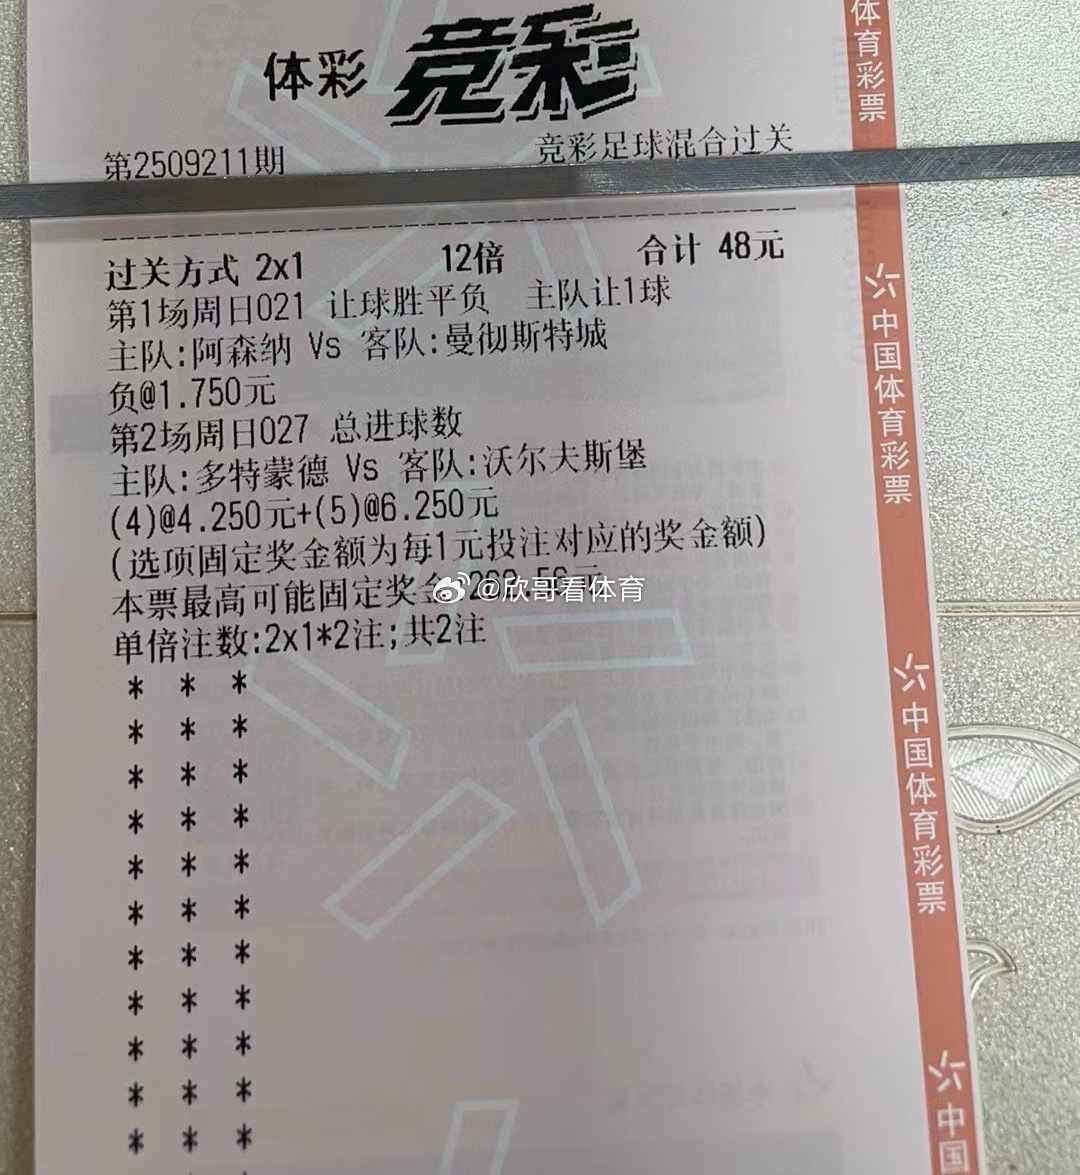 体彩 竞彩
第2509211期 竞彩足球混合过关
过关方式 2x1 12倍 合计 48元
第1场周日021 让球胜平负 主队让1球
主队:阿森纳 Vs 客队:曼彻斯特城
负@1.750元
第2场周日027 总进球数
主队:多特蒙德 Vs 客队:沃尔夫斯堡
(4)@4.250元+(5)@6.250元
(选项固定奖金额为每1元投注对应的奖金额)
本票最高可能固定奖金
@欣哥看体育
单倍注数:2x1*2注;共2注
* * *
* * *
* * *
* * *
* * *
* * *
* * *
* * *
* * *
* * *
* * *
体育彩票
中国体育彩票
中国体育彩票
中国